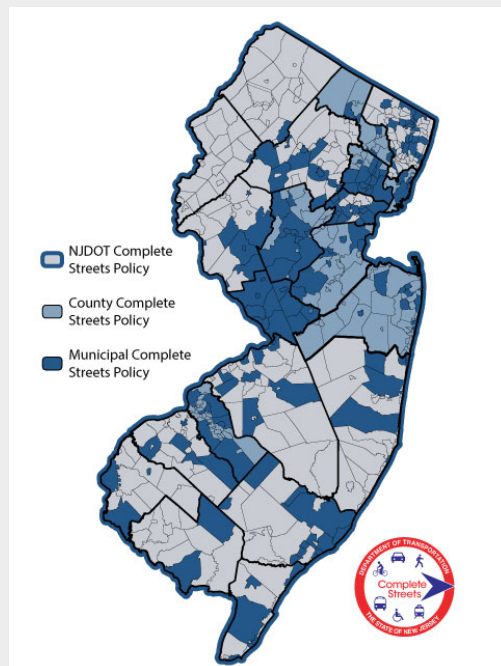 NJDOT Complete
Streets Policy
County Complete
Streets Policy
Municipal Complete
Streets Policy
DEPARTMENT OF TRANSPORTATION
Complete
Streets
THE STATE OF NEW JERSEY